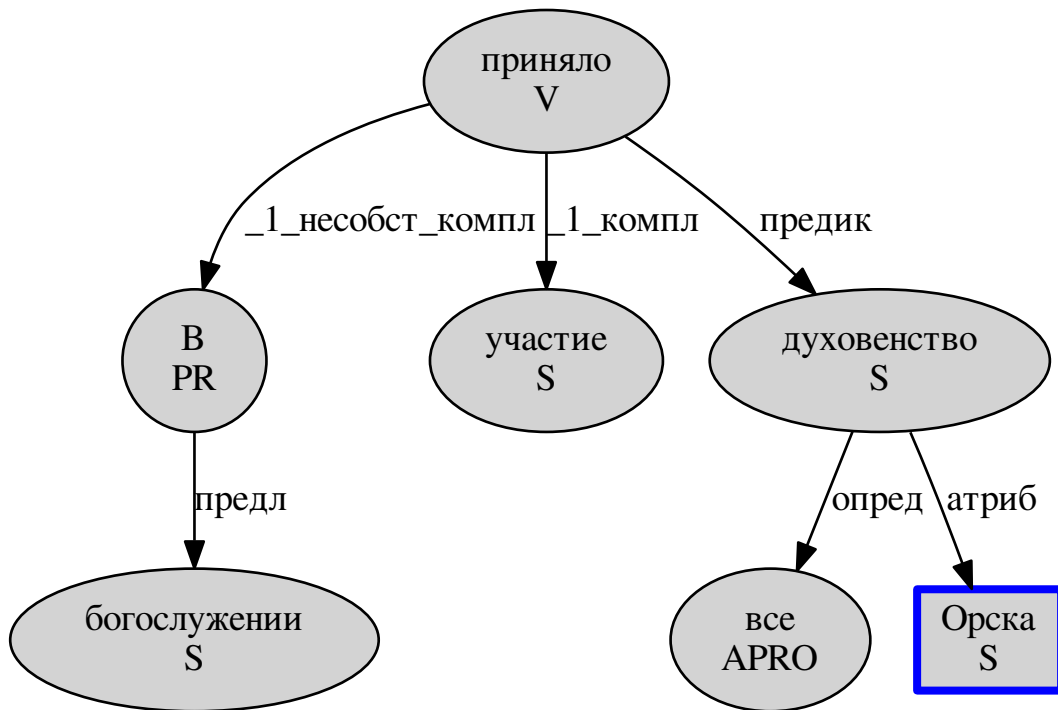 приняло
V
_1_несобст_компл
_1_компл
предик
В
PR
участие
S
духовенство
S
предл
опред
атриб
богослужении
S
все
APRO
Орска
S